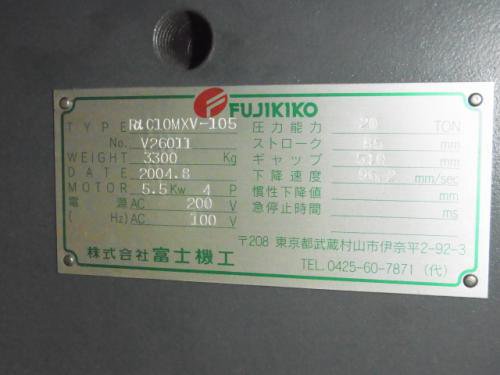 FUJIKIKO
TYPE RαC10MXV-105
No. V26011
WEIGHT 3300 Kg
DATE 2004.8
MOTOR 5.5 Kw 4 P
電源 AC 200 V
( Hz) AC 100 V
圧力能力 20 TON
ストローク mm
ギャップ mm
下降速度 mm/sec
慣性下降値 mm
急停止時間 ms
〒208 東京都武蔵村山市伊奈平2-92-3
株式会社 富士機工 TEL.0425-60-7871 (代)